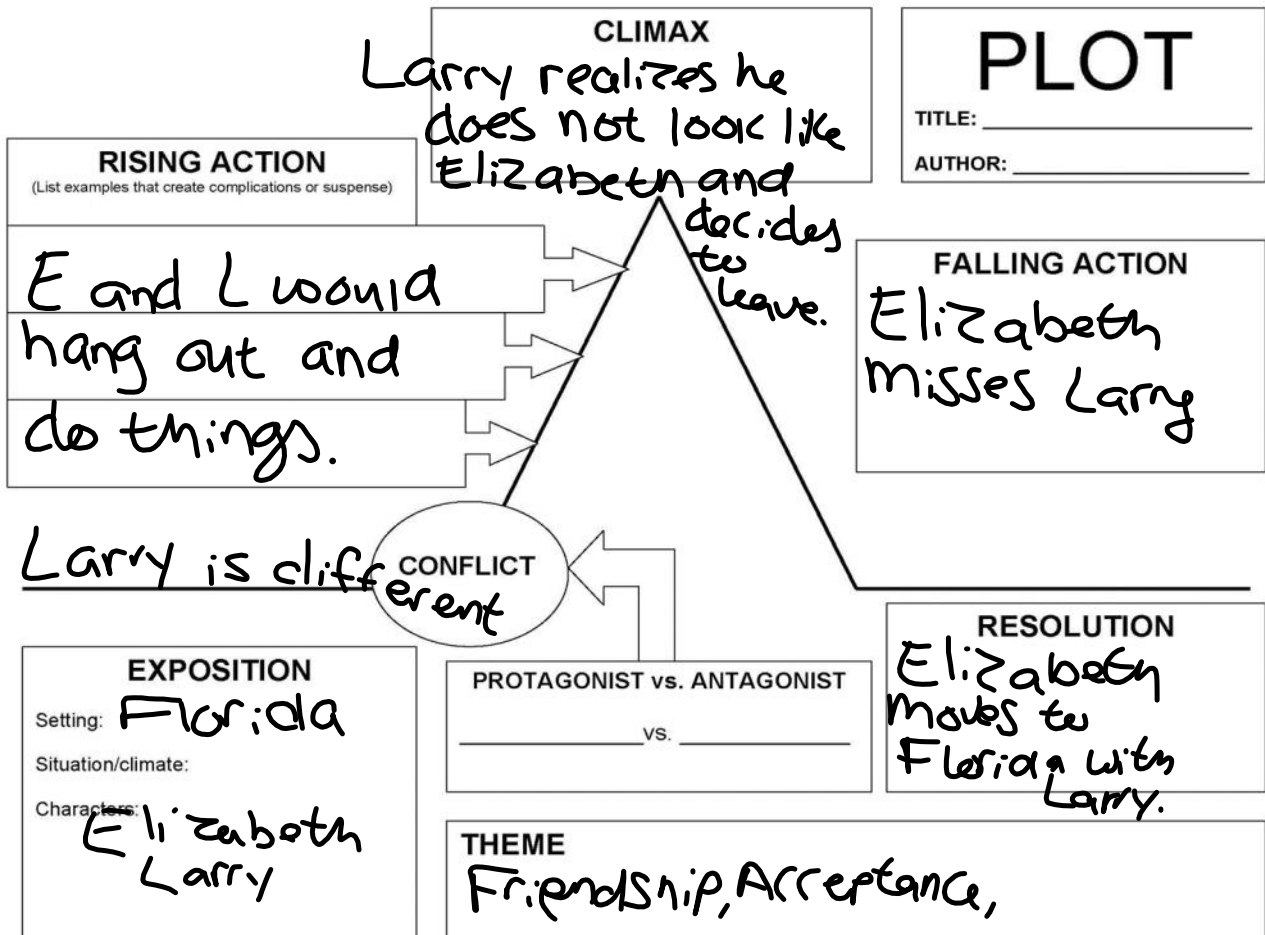 CLIMAX
Larry realizes he
does not look like
Elizabeth and
decides
to
leave.
PLOT
TITLE:
AUTHOR:
RISING ACTION
(List examples that create complications or suspense)
E and L would
hang out and
do things.
FALLING ACTION
Elizabeth
misses Larry
Larry is different
CONFLICT
EXPOSITION
Setting: Florida
Situation/climate:
Characters:
Elizabeth
Larry
PROTAGONIST vs. ANTAGONIST
vs.
RESOLUTION
Elizabeth
moves to
Florida with
Larry.
THEME
Friendship, Acceptance,